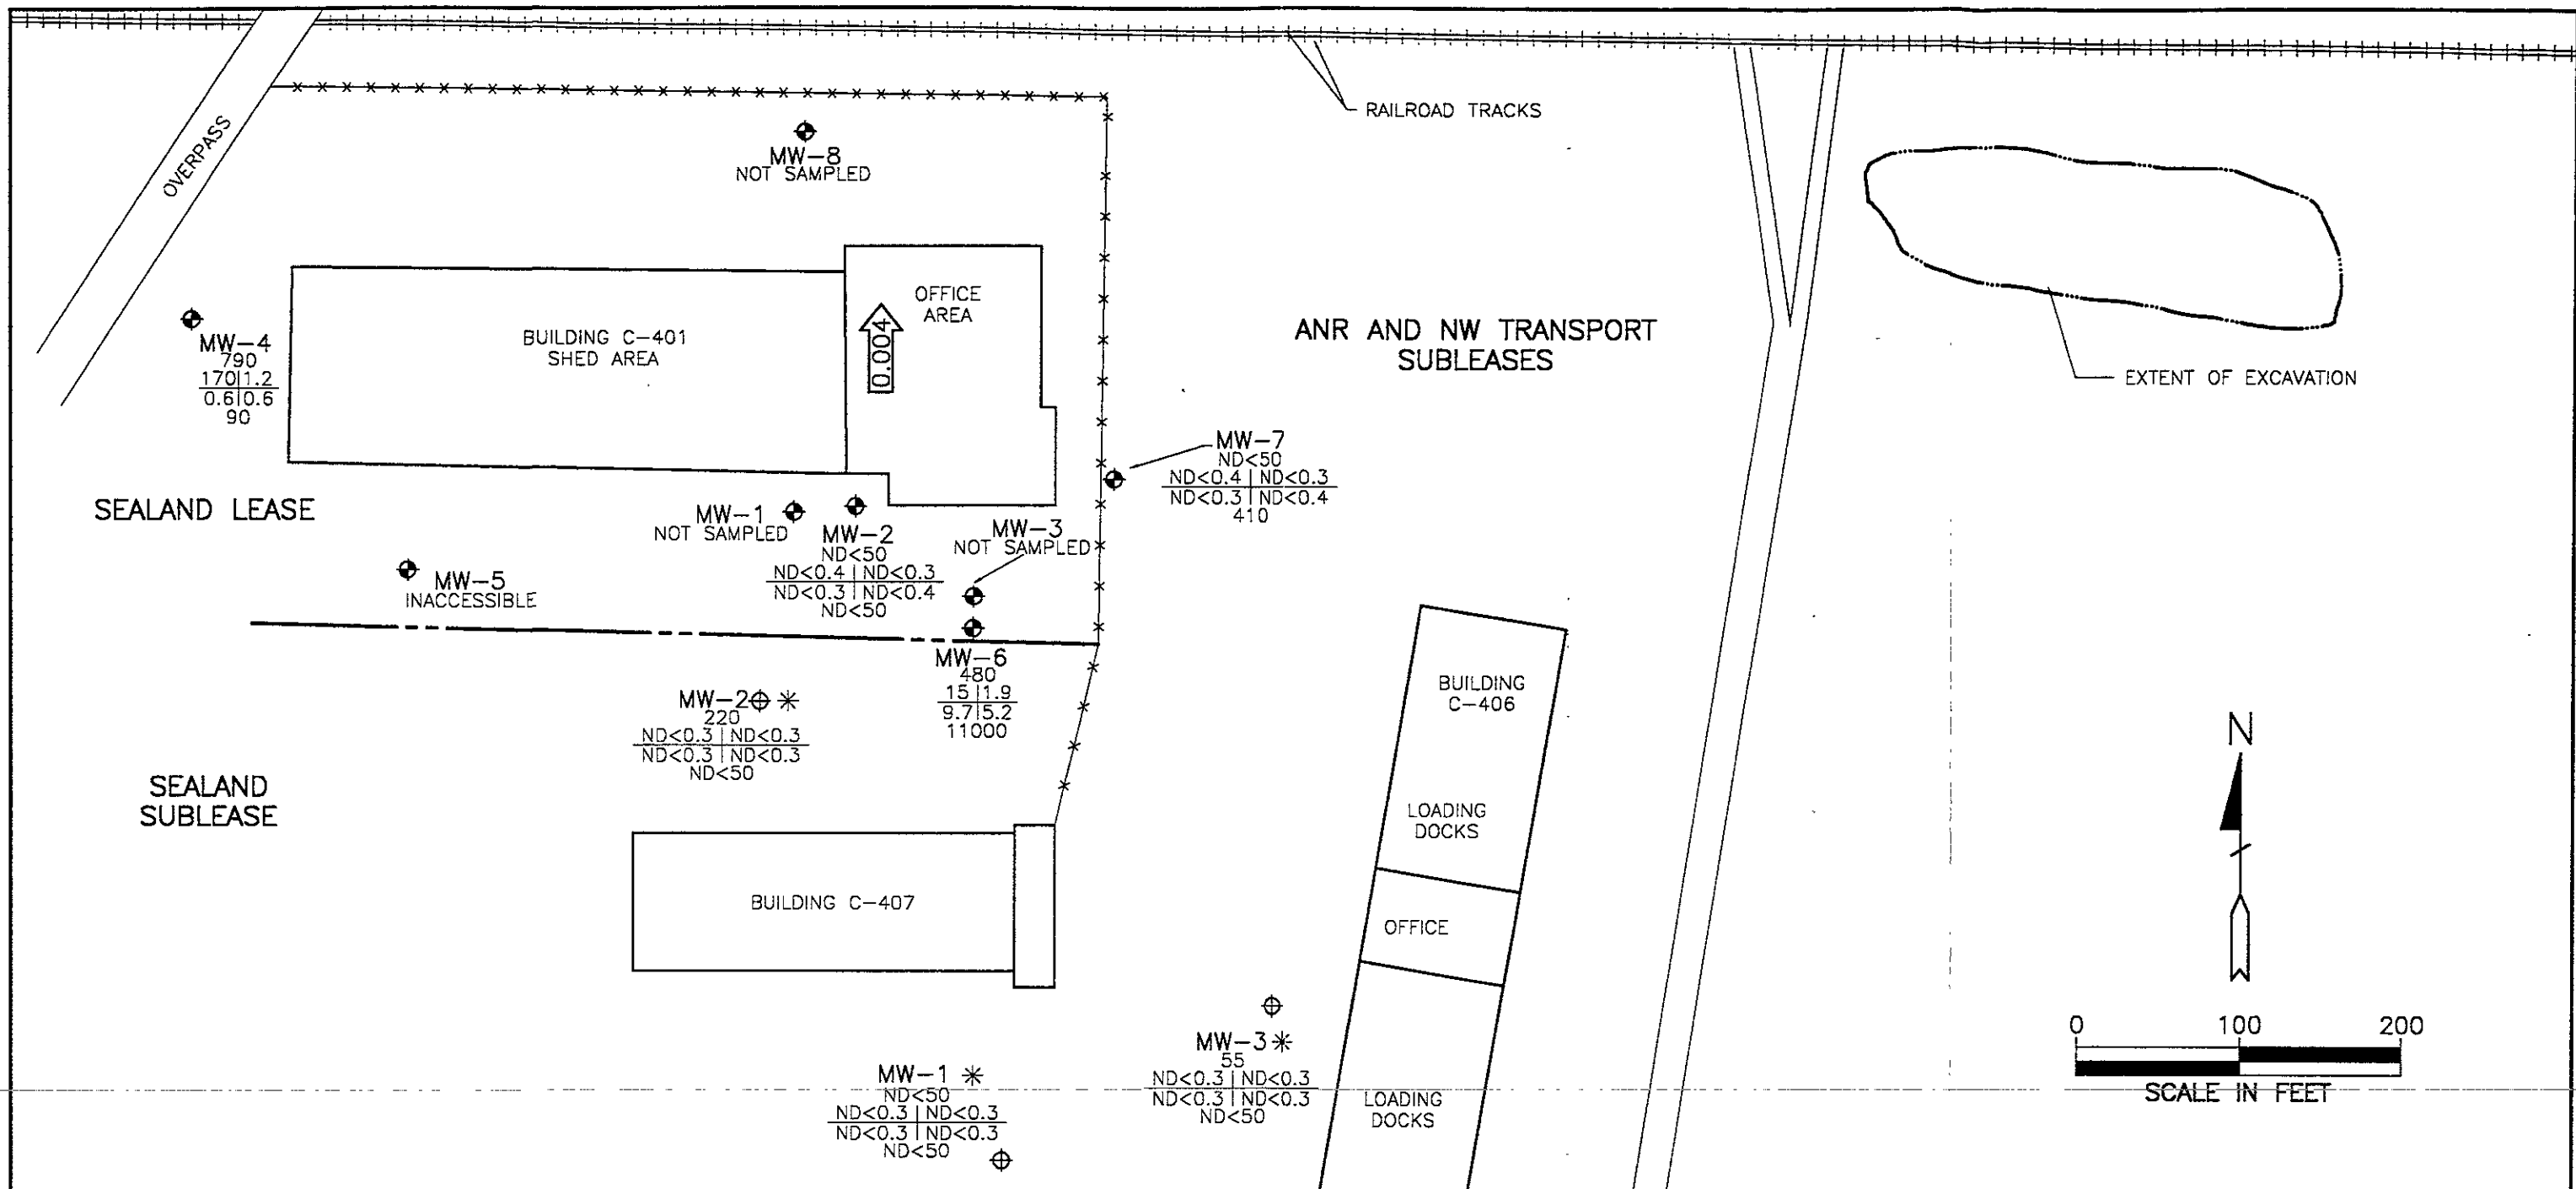 RAILROAD TRACKS
OVERPASS
MW-8
NOT SAMPLED
OFFICE
AREA
0.004
BUILDING C-401
SHED AREA
MW-4
790
170|1.2
0.6|0.6
90
ANR AND NW TRANSPORT
SUBLEASES
EXTENT OF EXCAVATION
MW-7
ND<50
ND<0.4 | ND<0.3
ND<0.3 | ND<0.4
410
SEALAND LEASE
MW-1
NOT SAMPLED
MW-2
ND<50
ND<0.4 | ND<0.3
ND<0.3 | ND<0.4
ND<50
MW-3
NOT SAMPLED
MW-5
INACCESSIBLE
MW-6
480
15|1.9
9.7|5.2
11000
MW-2 *
220
ND<0.3 | ND<0.3
ND<0.3 | ND<0.3
ND<50
SEALAND
SUBLEASE
BUILDING
C-406
LOADING
DOCKS
OFFICE
LOADING
DOCKS
BUILDING C-407
MW-3 *
55
ND<0.3 | ND<0.3
ND<0.3 | ND<0.3
ND<50
MW-1 *
ND<50
ND<0.3 | ND<0.3
ND<0.3 | ND<0.3
ND<50
N
0 100 200
SCALE IN FEET